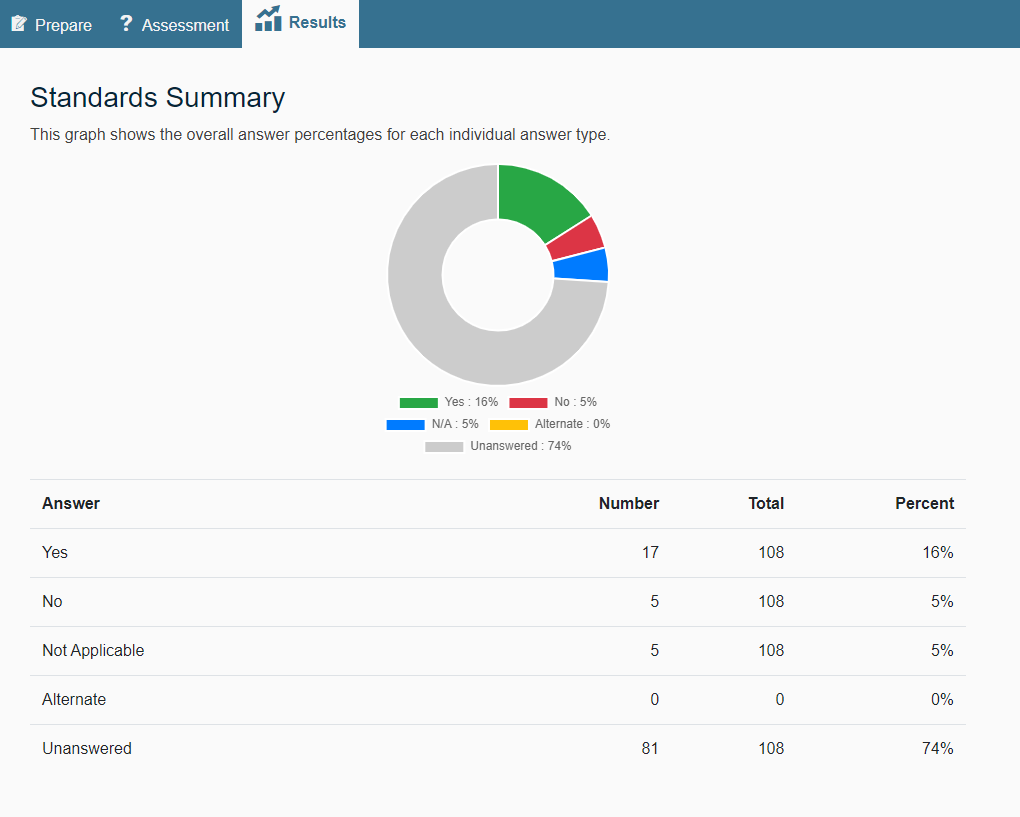 Prepare ? Assessment Results
Standards Summary
This graph shows the overall answer percentages for each individual answer type.
Yes : 16% No : 5%
N/A : 5% Alternate : 0%
Unanswered : 74%
Answer Number Total Percent
Yes 17 108 16%
No 5 108 5%
Not Applicable 5 108 5%
Alternate 0 0 0%
Unanswered 81 108 74%